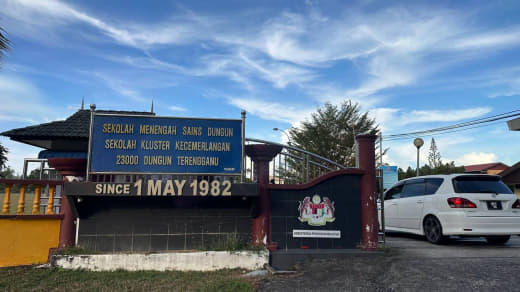 SEKOLAH MENENGAH SAINS DUNGUN
SEKOLAH KLUSTER KECEMERLANGAN
23000 DUNGUN TERENGGANU
SINCE 1 MAY 1982